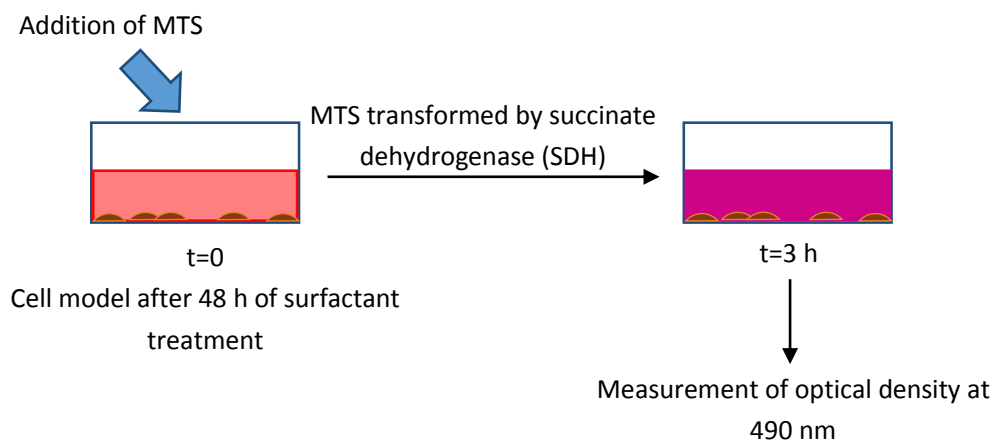 Addition of MTS
MTS transformed by succinate
dehydrogenase (SDH)
t=0
Cell model after 48 h of surfactant
treatment
t=3 h
Measurement of optical density at
490 nm